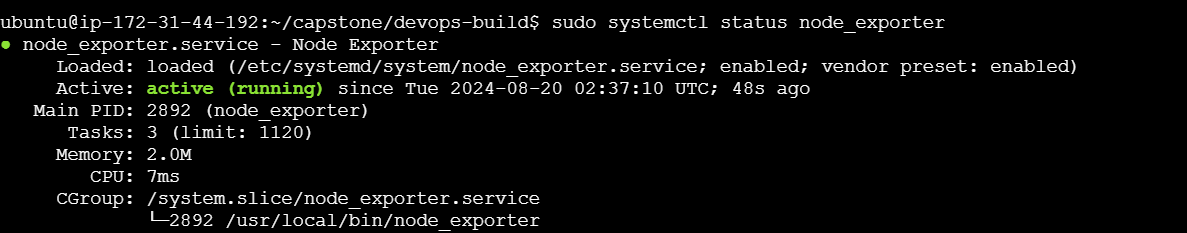 ubuntu@ip-172-31-44-192:~/capstone/devops-build$ sudo systemctl status node_exporter
● node_exporter.service - Node Exporter
     Loaded: loaded (/etc/systemd/system/node_exporter.service; enabled; vendor preset: enabled)
     Active: active (running) since Tue 2024-08-20 02:37:10 UTC; 48s ago
   Main PID: 2892 (node_exporter)
      Tasks: 3 (limit: 1120)
     Memory: 2.0M
        CPU: 7ms
     CGroup: /system.slice/node_exporter.service
             └─2892 /usr/local/bin/node_exporter